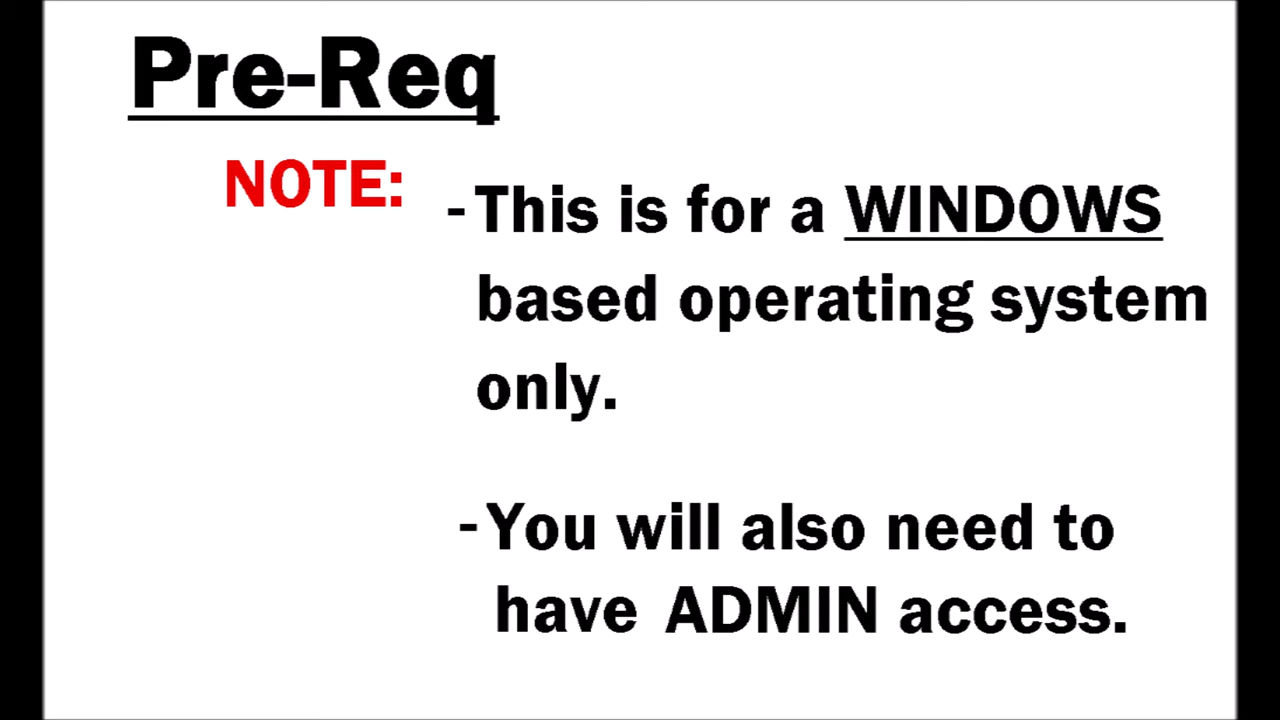 Pre-Req
NOTE: - This is for a WINDOWS
based operating system
only.
- You will also need to
have ADMIN access.